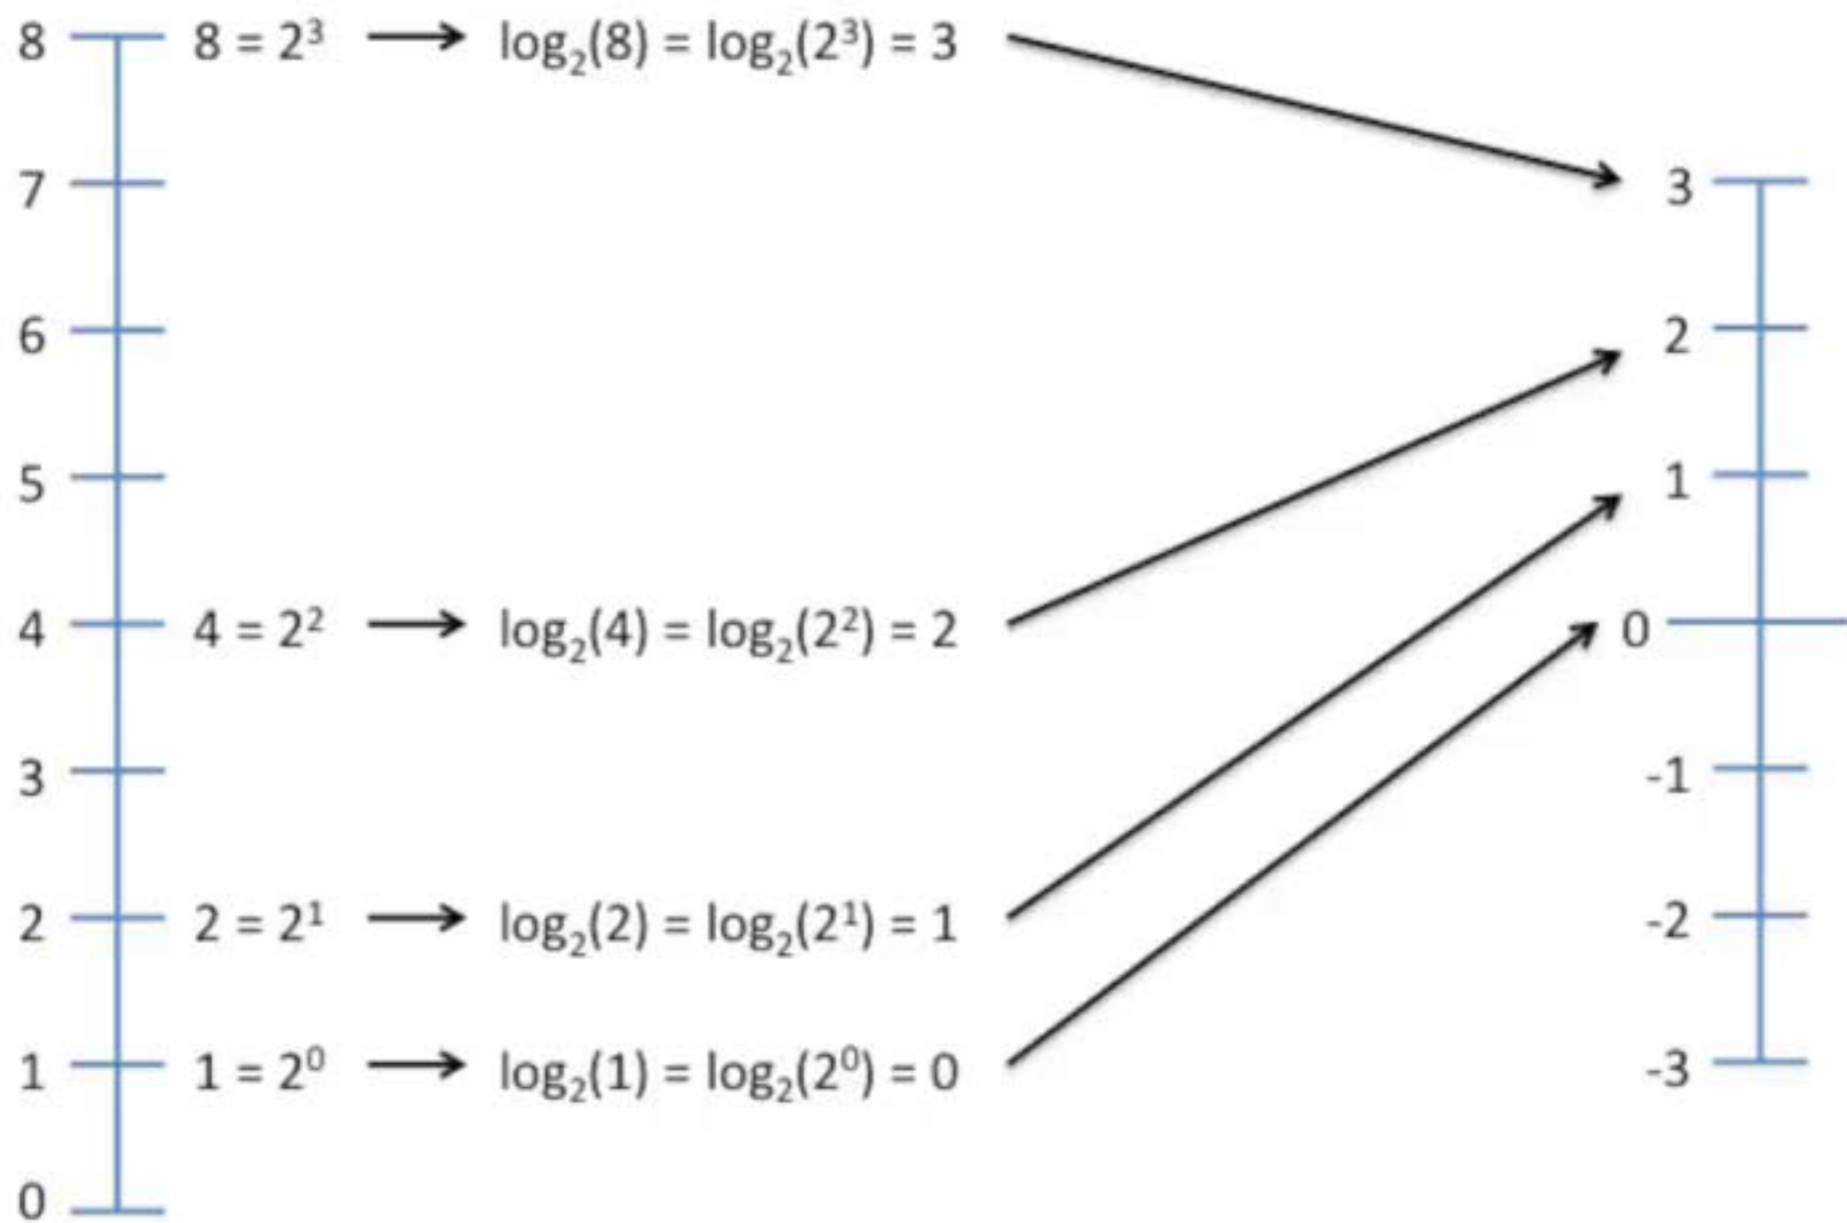 8 8 = 2³ → log₂(8) = log₂(2³) = 3
7 3
6 2
5 1
4 4 = 2² → log₂(4) = log₂(2²) = 2 0
3 -1
2 2 = 2¹ → log₂(2) = log₂(2¹) = 1 -2
1 1 = 2⁰ → log₂(1) = log₂(2⁰) = 0 -3
0